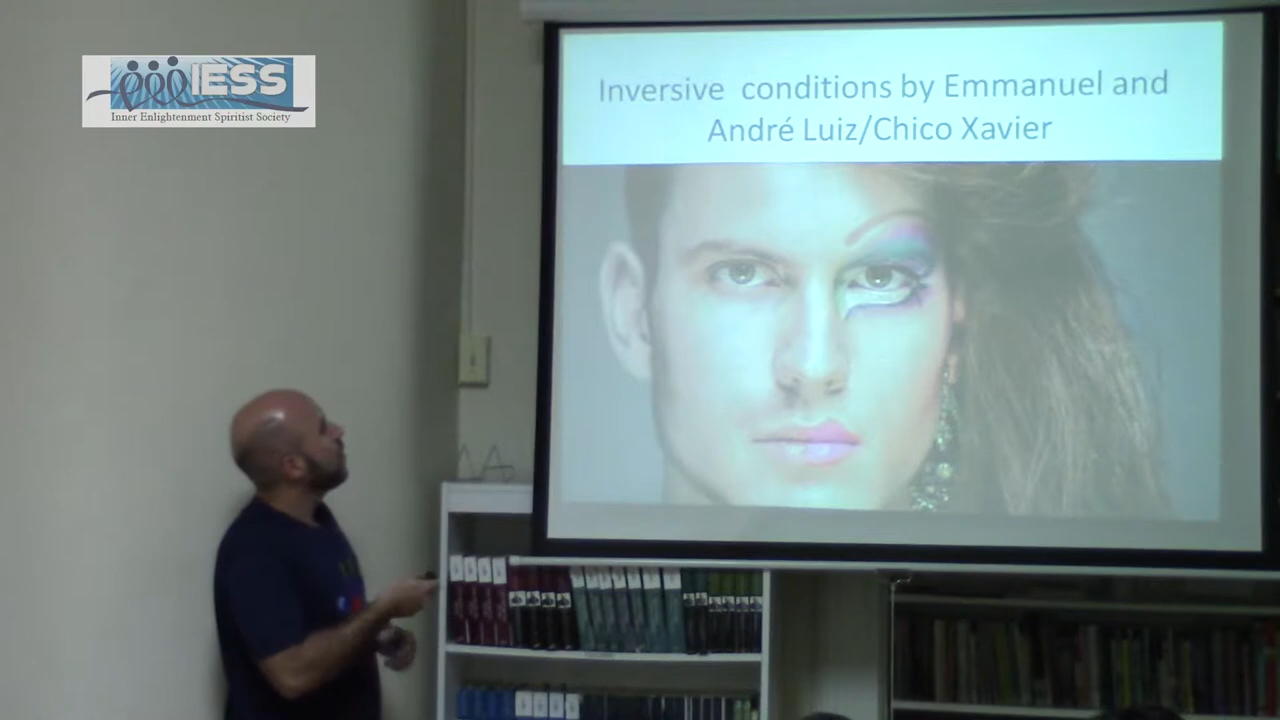 IESS
Inner Enlightenment Spiritist Society
Inversive conditions by Emmanuel and
André Luiz/Chico Xavier